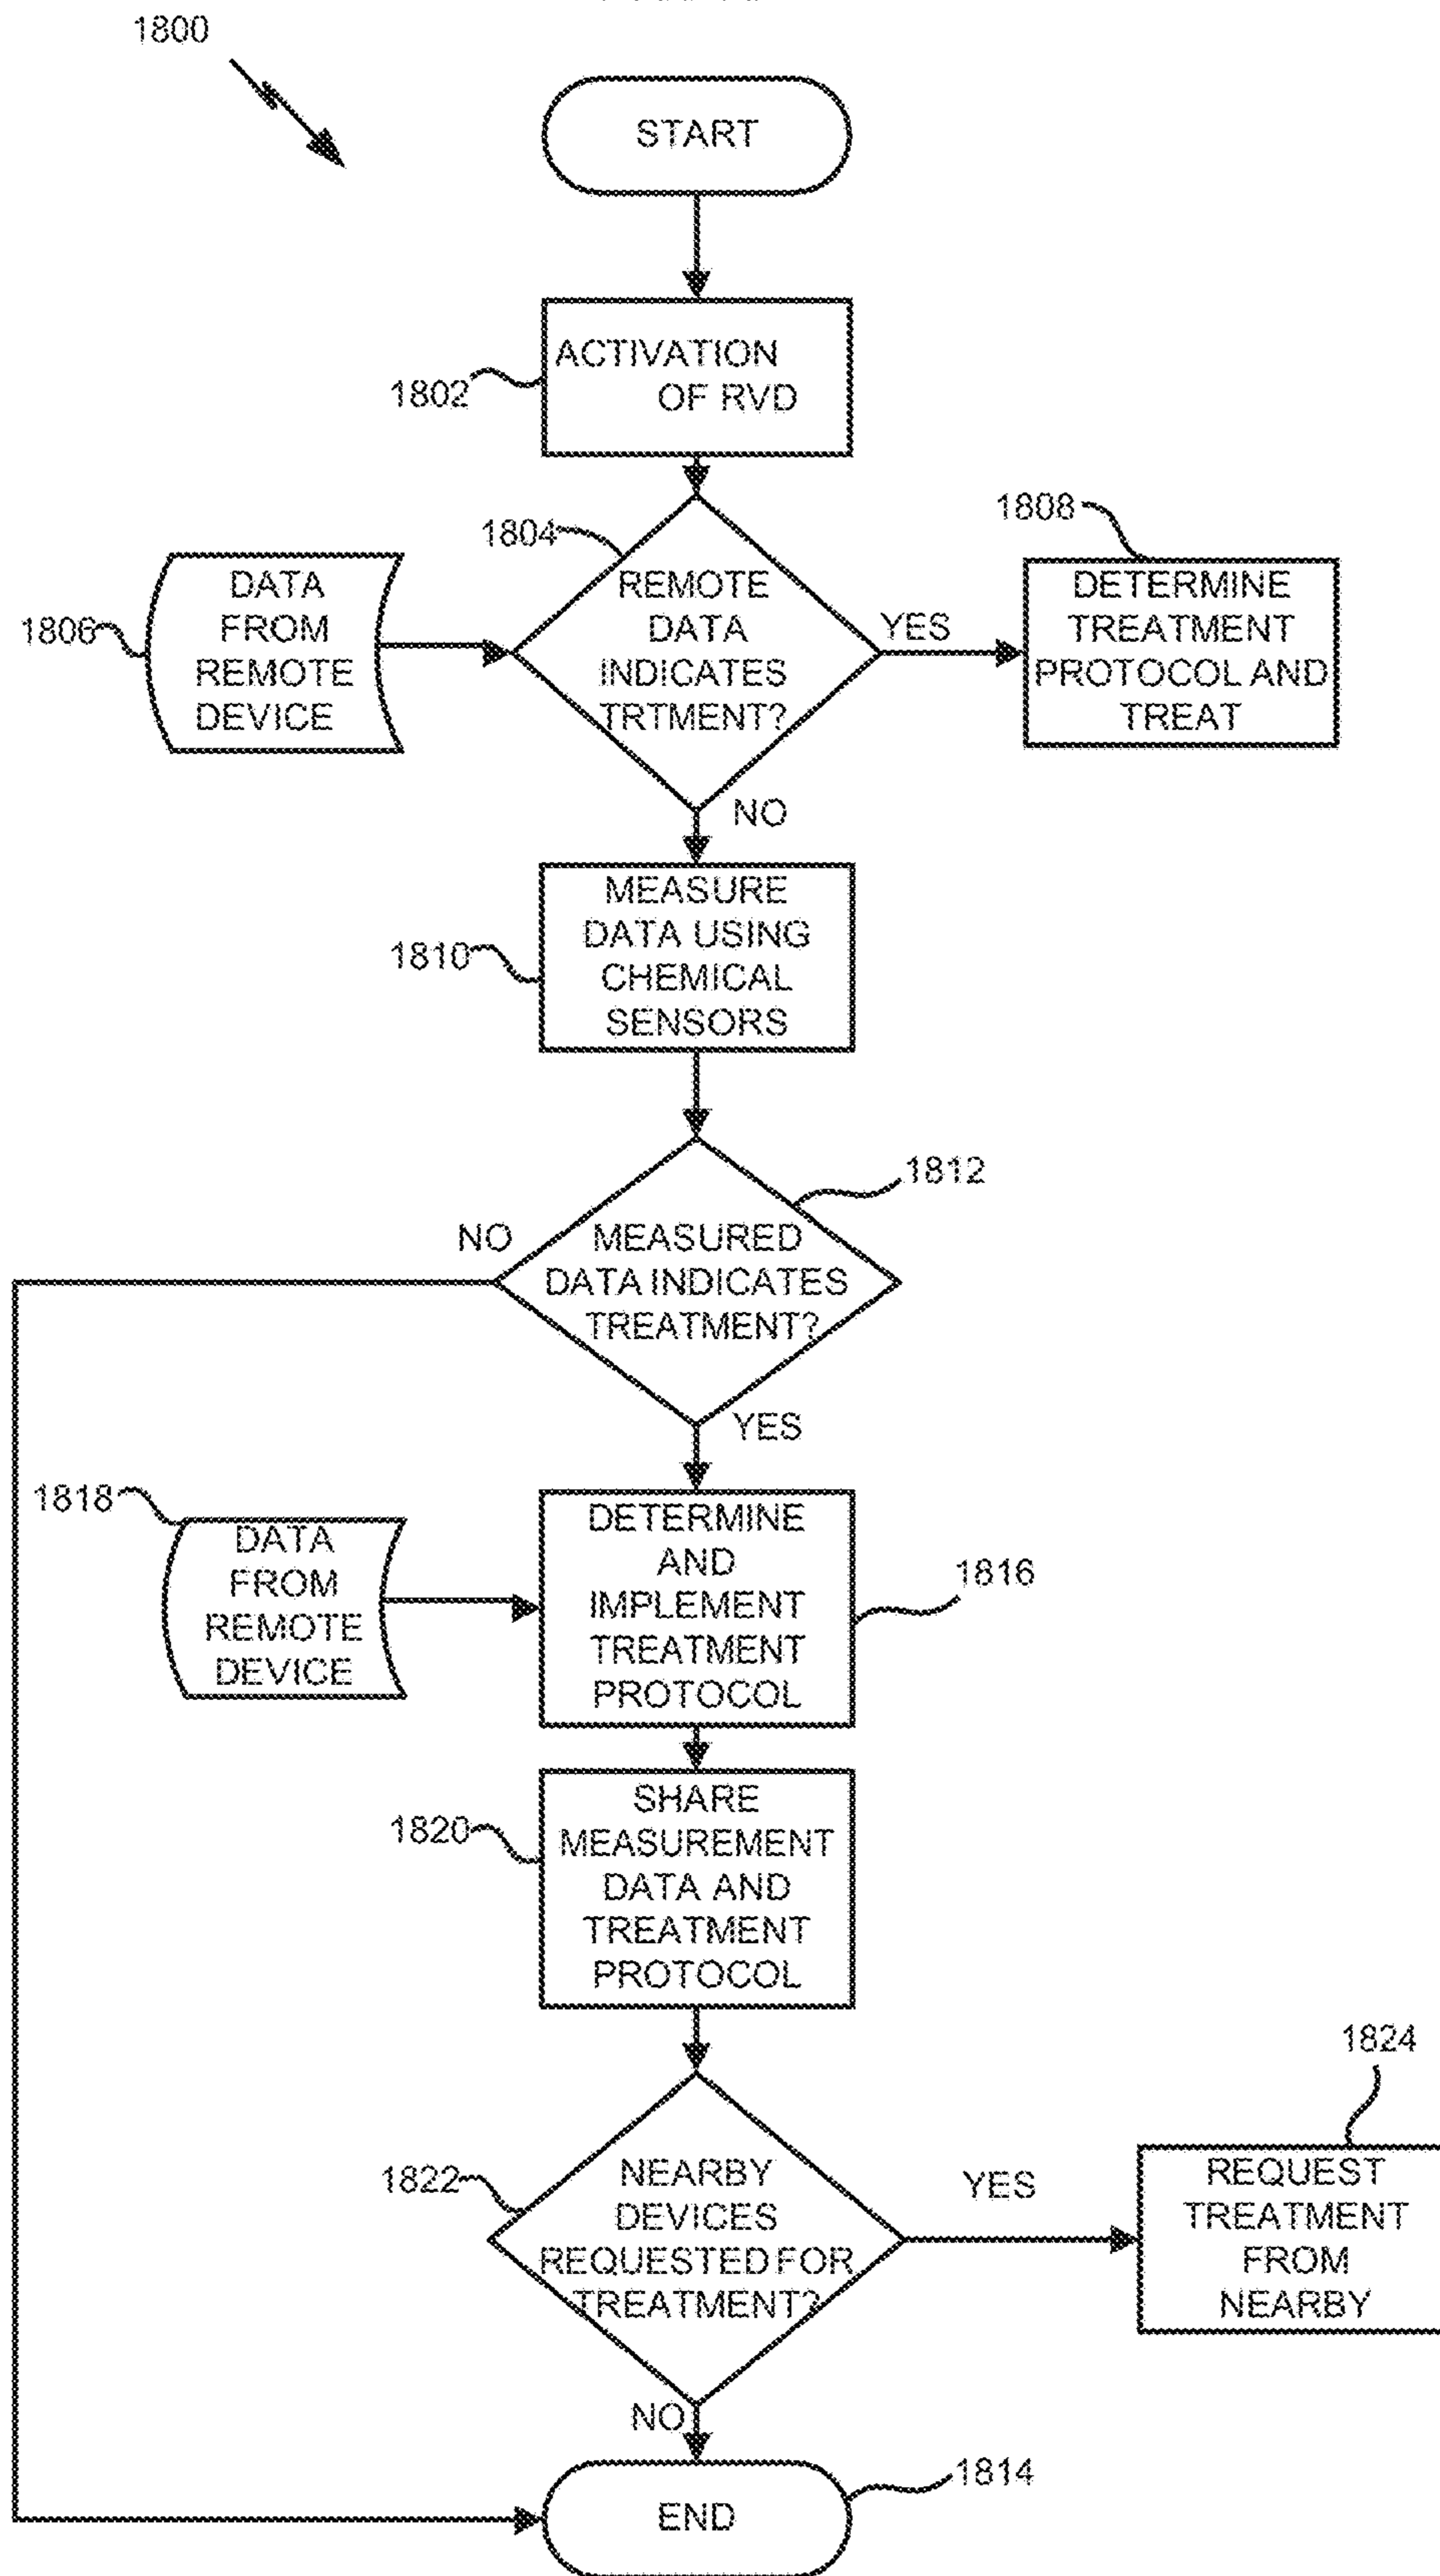 1800
START
ACTIVATION
OF RVD
1802
1804
1808
DATA
FROM
REMOTE
DEVICE
1806
REMOTE
DATA
INDICATES
TRTMENT?
YES
DETERMINE
TREATMENT
PROTOCOL AND
TREAT
NO
MEASURE
DATA USING
CHEMICAL
SENSORS
1810
1812
NO
MEASURED
DATA INDICATES
TREATMENT?
YES
1818
DATA
FROM
REMOTE
DEVICE
DETERMINE
AND
IMPLEMENT
TREATMENT
PROTOCOL
1816
SHARE
MEASUREMENT
DATA AND
TREATMENT
PROTOCOL
1820
1824
1822
NEARBY
DEVICES
REQUESTED FOR
TREATMENT?
YES
REQUEST
TREATMENT
FROM
NEARBY
NO
1814
END